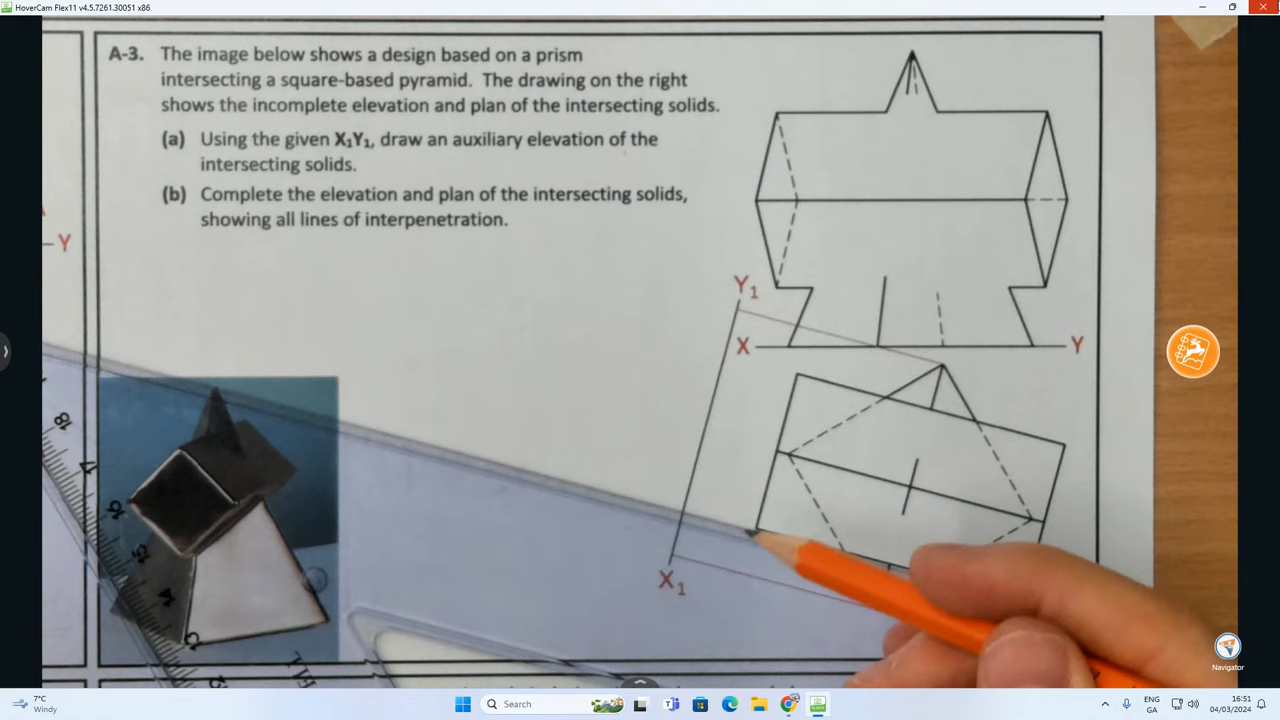 HoverCam Flex11 v4.5.7261.30051 x86
A-3. The image below shows a design based on a prism
intersecting a square-based pyramid. The drawing on the right
shows the incomplete elevation and plan of the intersecting solids.
(a) Using the given X₁Y₁, draw an auxiliary elevation of the
intersecting solids.
(b) Complete the elevation and plan of the intersecting solids,
showing all lines of interpenetration.
Y
Y₁
X
Y
X₁
Navigator
7°C
Windy
Search
ENG
GA
16:51
04/03/2024